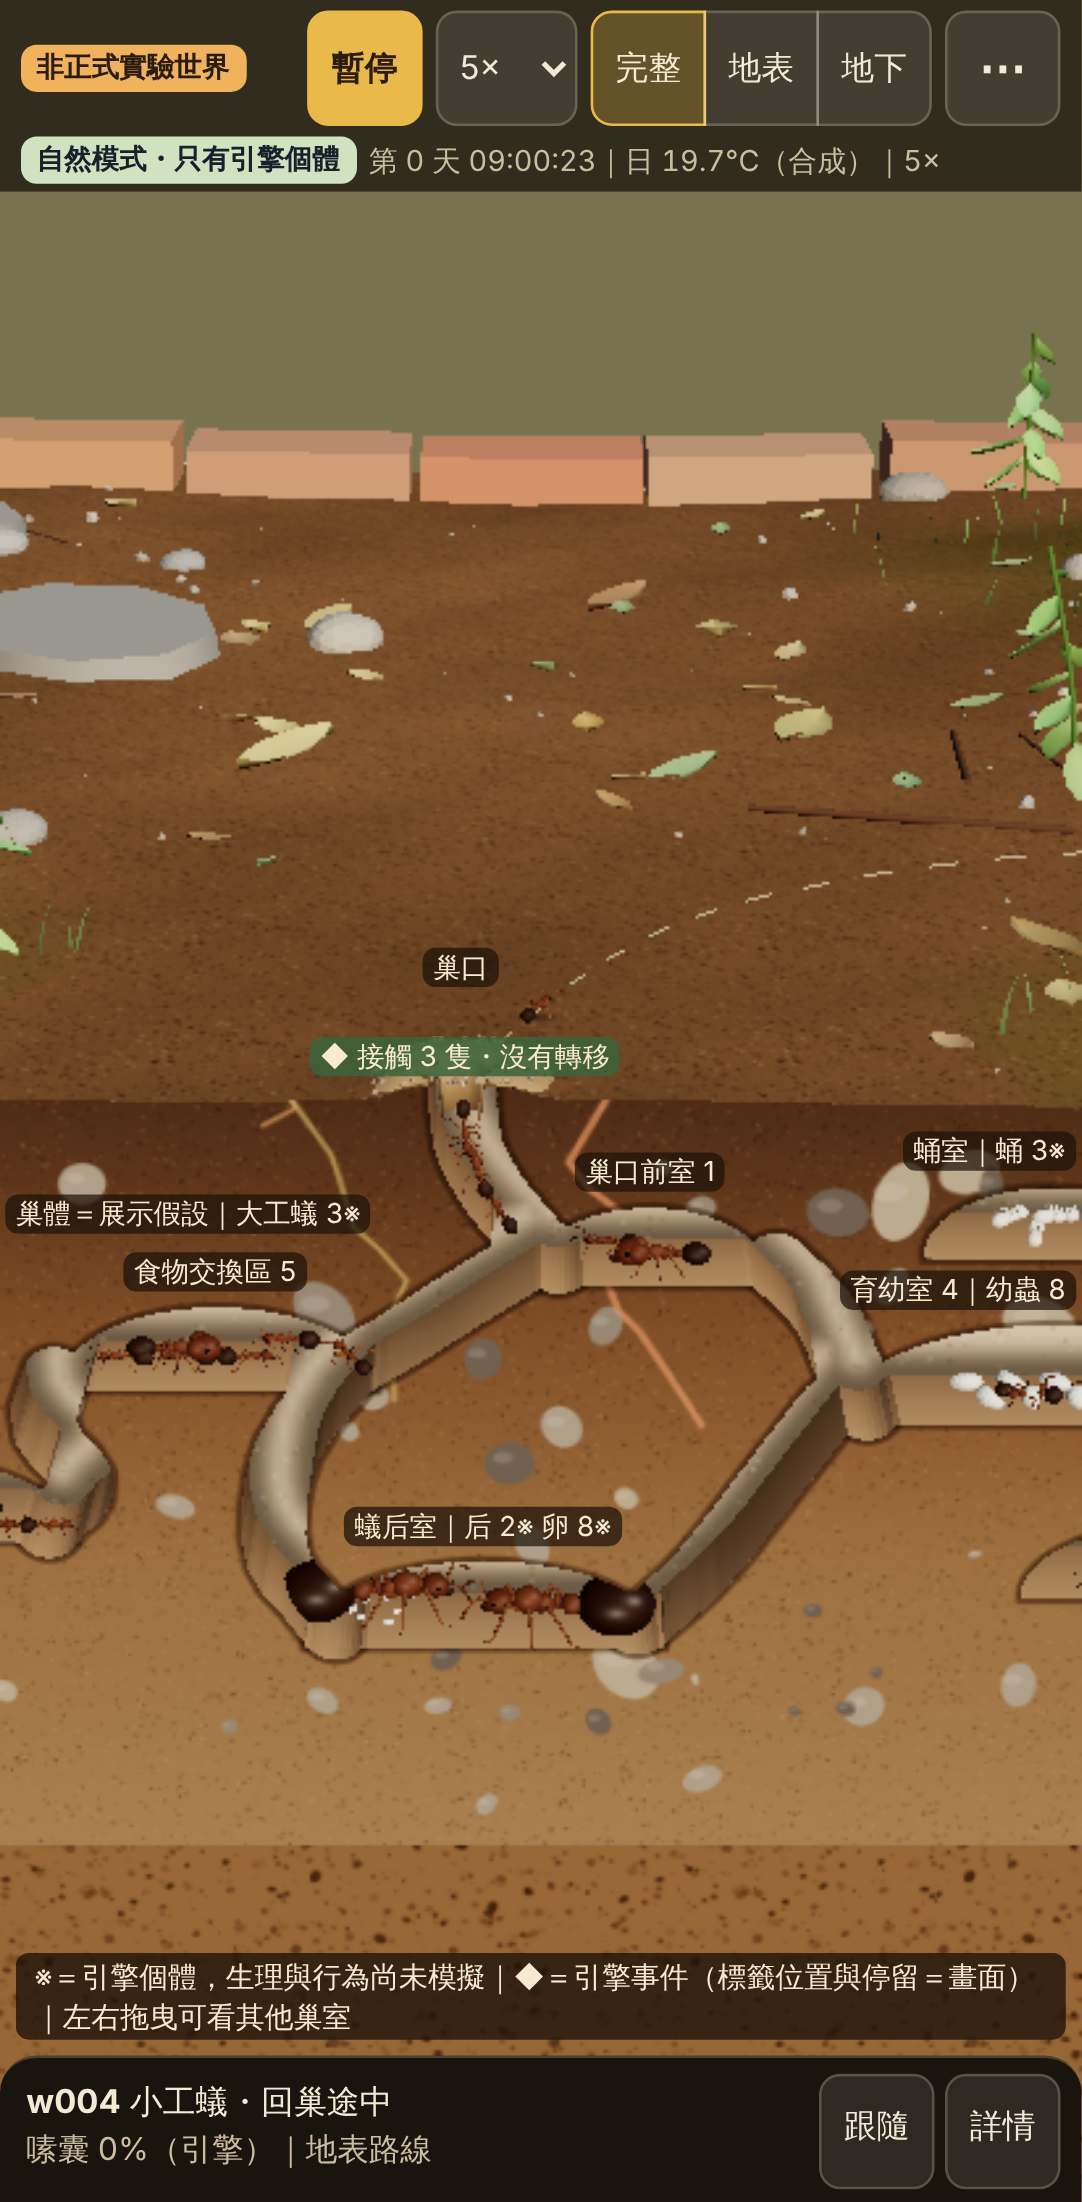 非正式實驗世界
暫停
5×
完整
地表
地下
…
自然模式・只有引擎個體
第 0 天 09:00:23｜日 19.7°C（合成）｜5×
巢口
◆ 接觸 3 隻・沒有轉移
蛹室｜蛹 3※
巢口前室 1
巢體＝展示假設｜大工蟻 3※
食物交換區 5
育幼室 4｜幼蟲 8
蟻后室｜后 2※ 卵 8※
※＝引擎個體，生理與行為尚未模擬｜◆＝引擎事件（標籤位置與停留＝畫面）
｜左右拖曳可看其他巢室
w004 小工蟻・回巢途中
嗉囊 0%（引擎）｜地表路線
跟隨
詳情